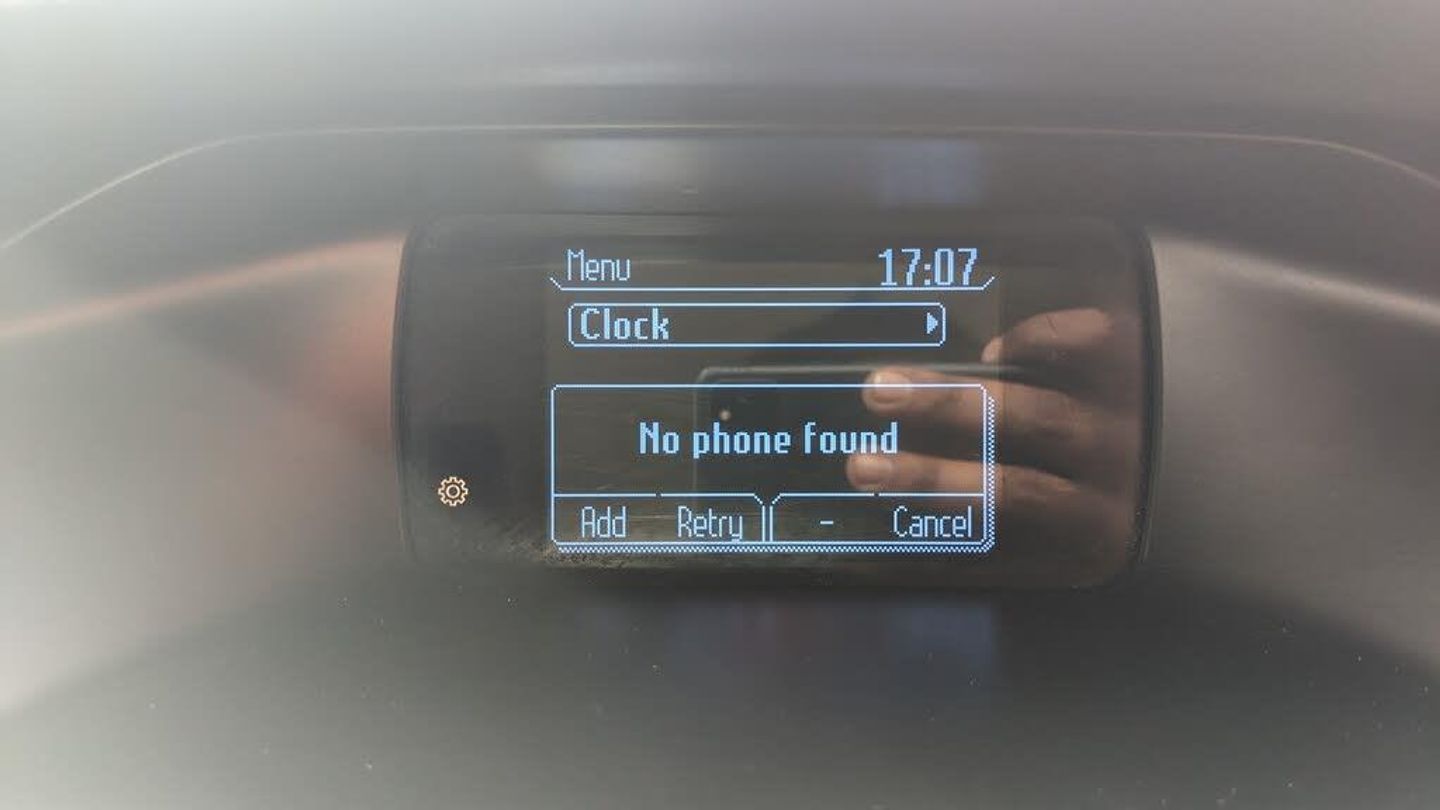 Menu 17:07
Clock
No phone found
Add Retry - Cancel